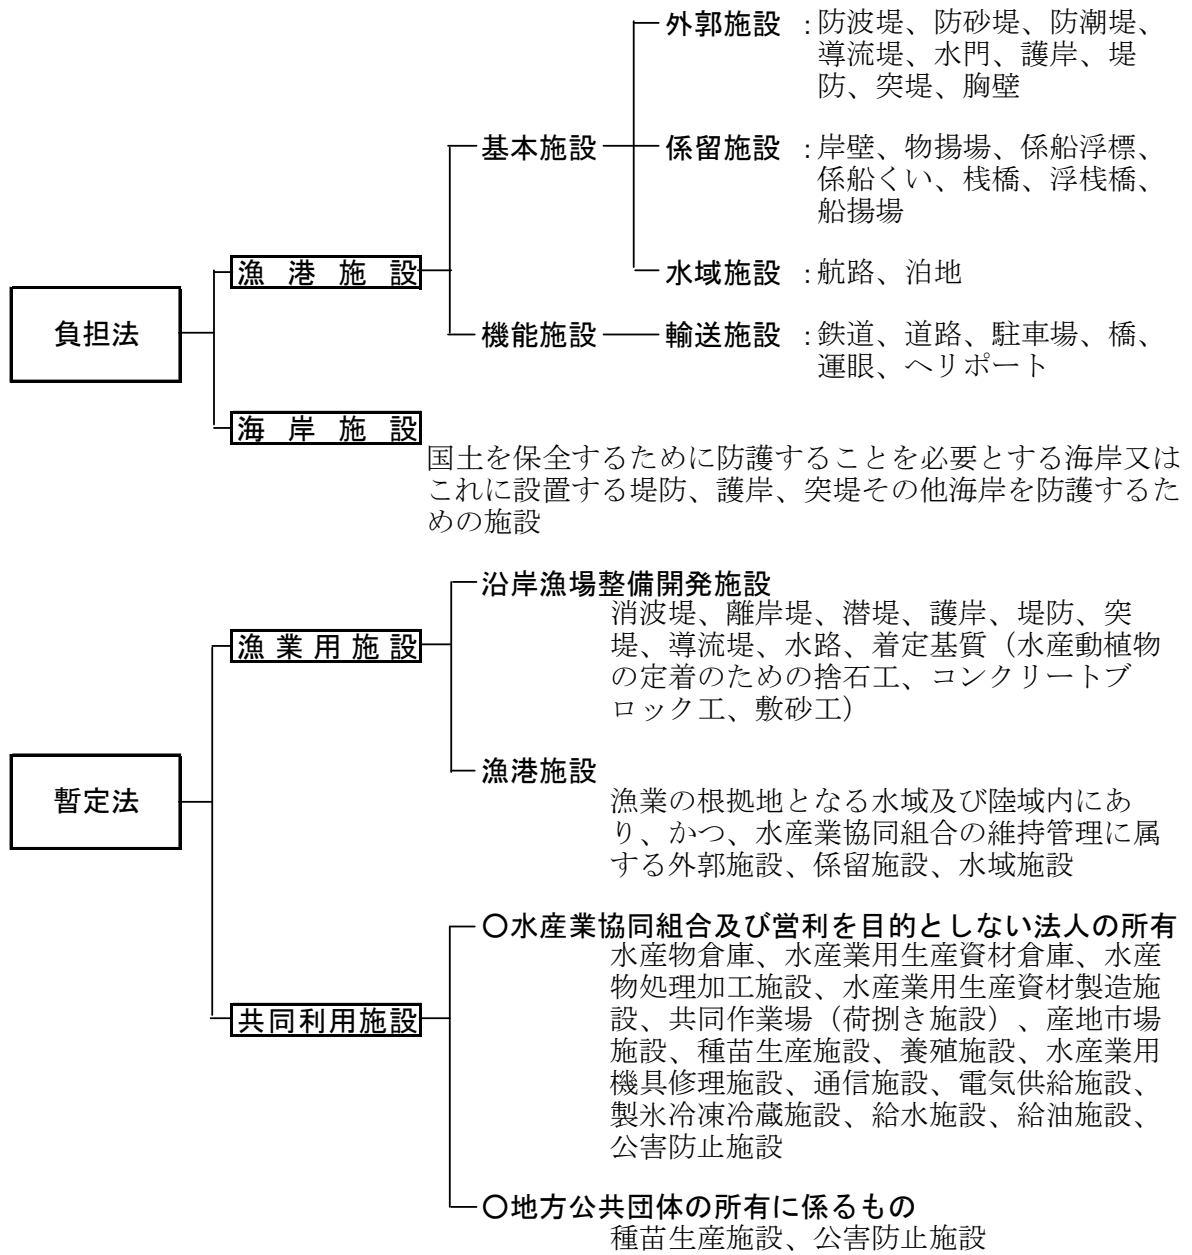 外郭施設 :防波堤、防砂堤、防潮堤、
導流堤、水門、護岸、堤
防、突堤、胸壁
基本施設
係留施設 :岸壁、物揚場、係船浮標、
係船くい、桟橋、浮桟橋、
船揚場
漁港施設
水域施設 :航路、泊地
負担法
機能施設
輸送施設 :鉄道、道路、駐車場、橋、
運眼、ヘリポート
海岸施設
国土を保全するために防護することを必要とする海岸又は
これに設置する堤防、護岸、突堤その他海岸を防護するた
めの施設
沿岸漁場整備開発施設
消波堤、離岸堤、潜堤、護岸、堤防、突
堤、導流堤、水路、着定基質（水産動植物
の定着のための捨石工、コンクリートブ
ロック工、敷砂工）
漁業用施設
漁港施設
漁業の根拠地となる水域及び陸域内にあ
り、かつ、水産業協同組合の維持管理に属
する外郭施設、係留施設、水域施設
暫定法
〇水産業協同組合及び営利を目的としない法人の所有
水産物倉庫、水産業用生産資材倉庫、水産
物処理加工施設、水産業用生産資材製造施
設、共同作業場（荷捌き施設）、産地市場
施設、種苗生産施設、養殖施設、水産業用
機具修理施設、通信施設、電気供給施設、
製氷冷凍冷蔵施設、給水施設、給油施設、
公害防止施設
共同利用施設
〇地方公共団体の所有に係るもの
種苗生産施設、公害防止施設